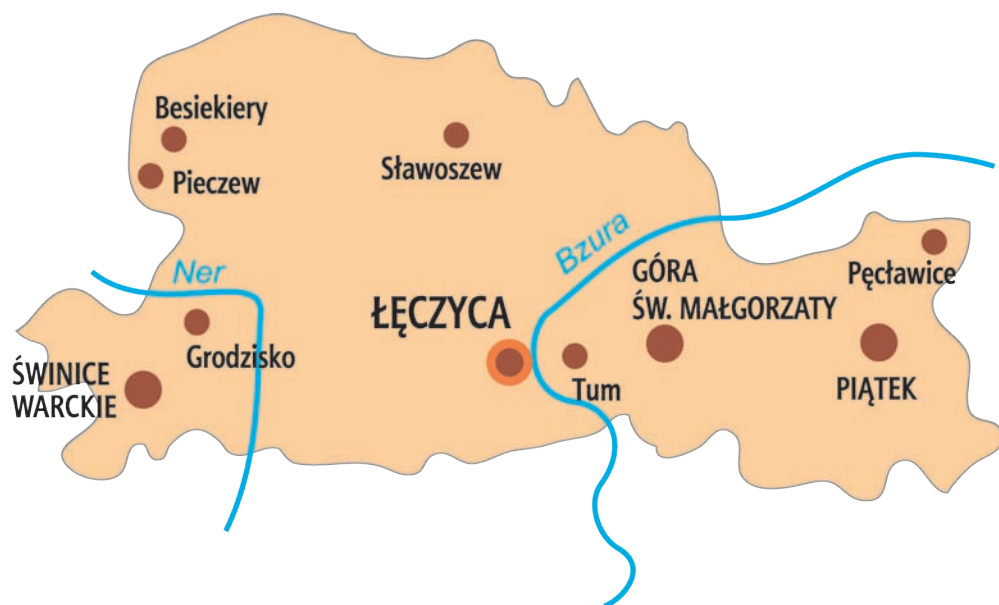 Besiekiery
Pieczew
Sławoszew
Bzura
Ner
GÓRA
ŚW. MAŁGORZATY
Pęcławice
ŁĘCZYCA
Grodzisko
ŚWINICE
WARCKIE
Tum
PIĄTEK